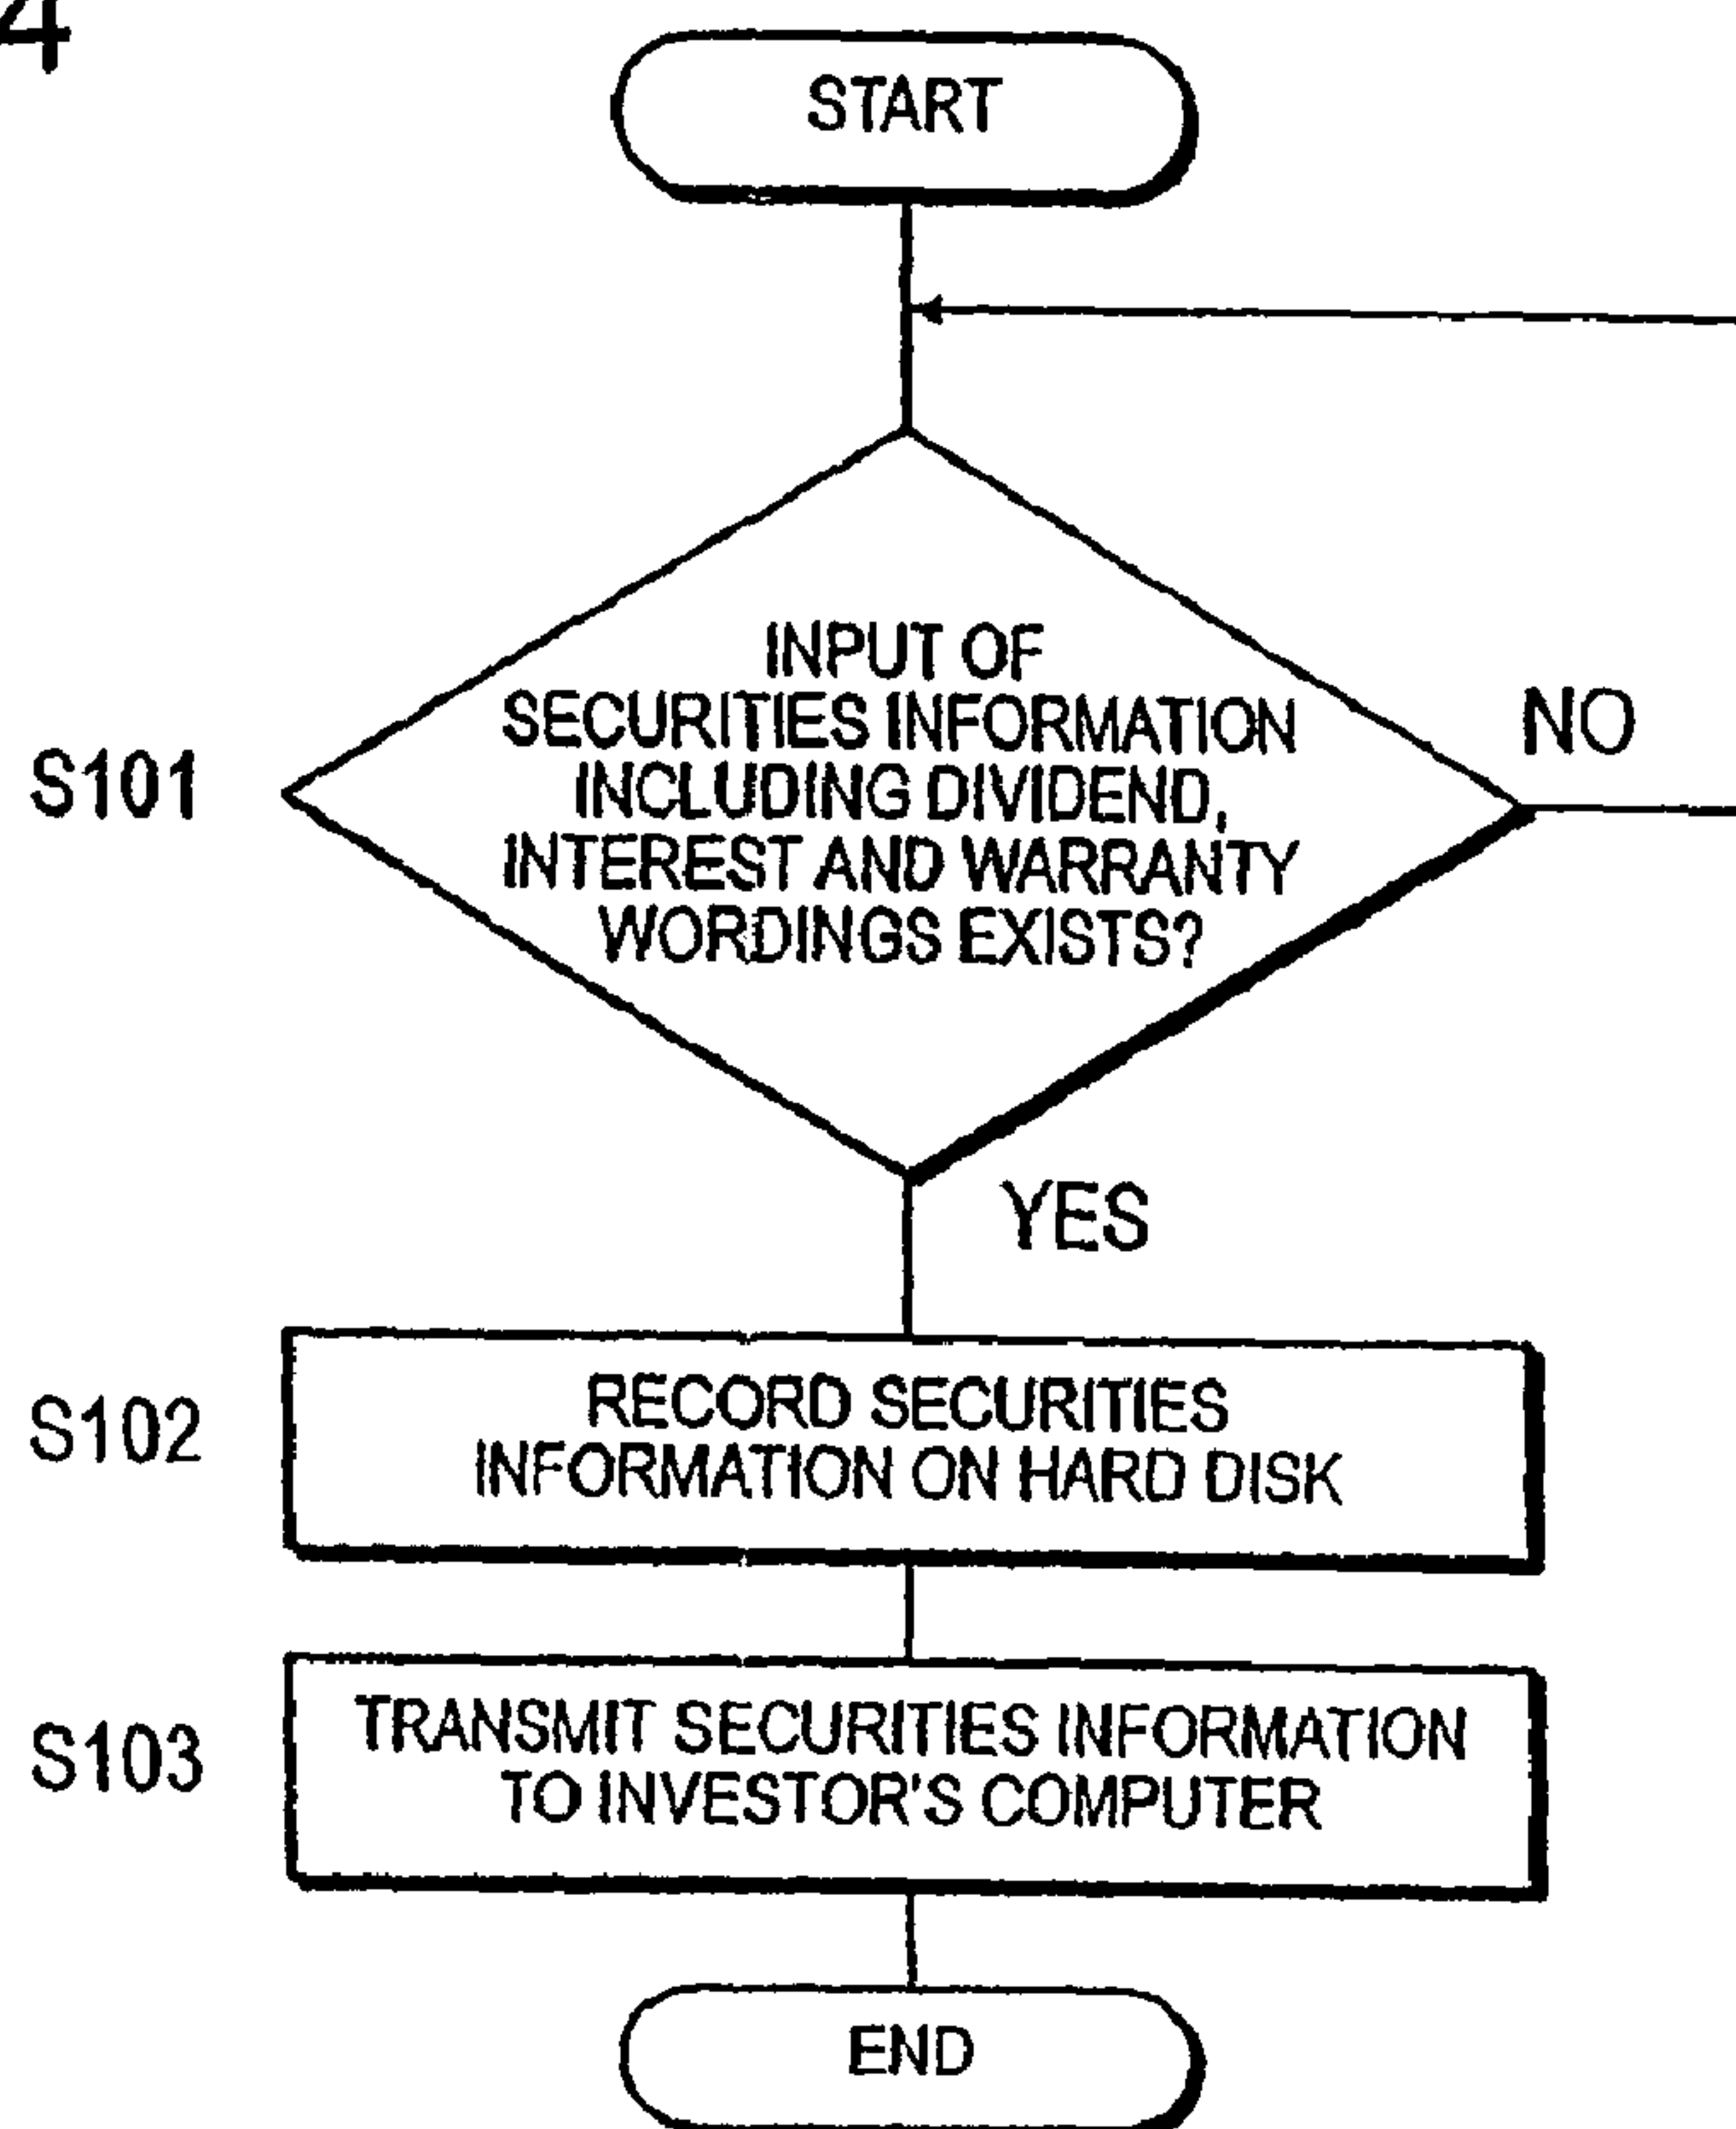 4
START
INPUT OF
SECURITIES INFORMATION
INCLUDING DIVIDEND,
INTEREST AND WARRANTY
WORDINGS EXISTS?
NO
S101
YES
S102
RECORD SECURITIES
INFORMATION ON HARD DISK
S103
TRANSMIT SECURITIES INFORMATION
TO INVESTOR'S COMPUTER
END